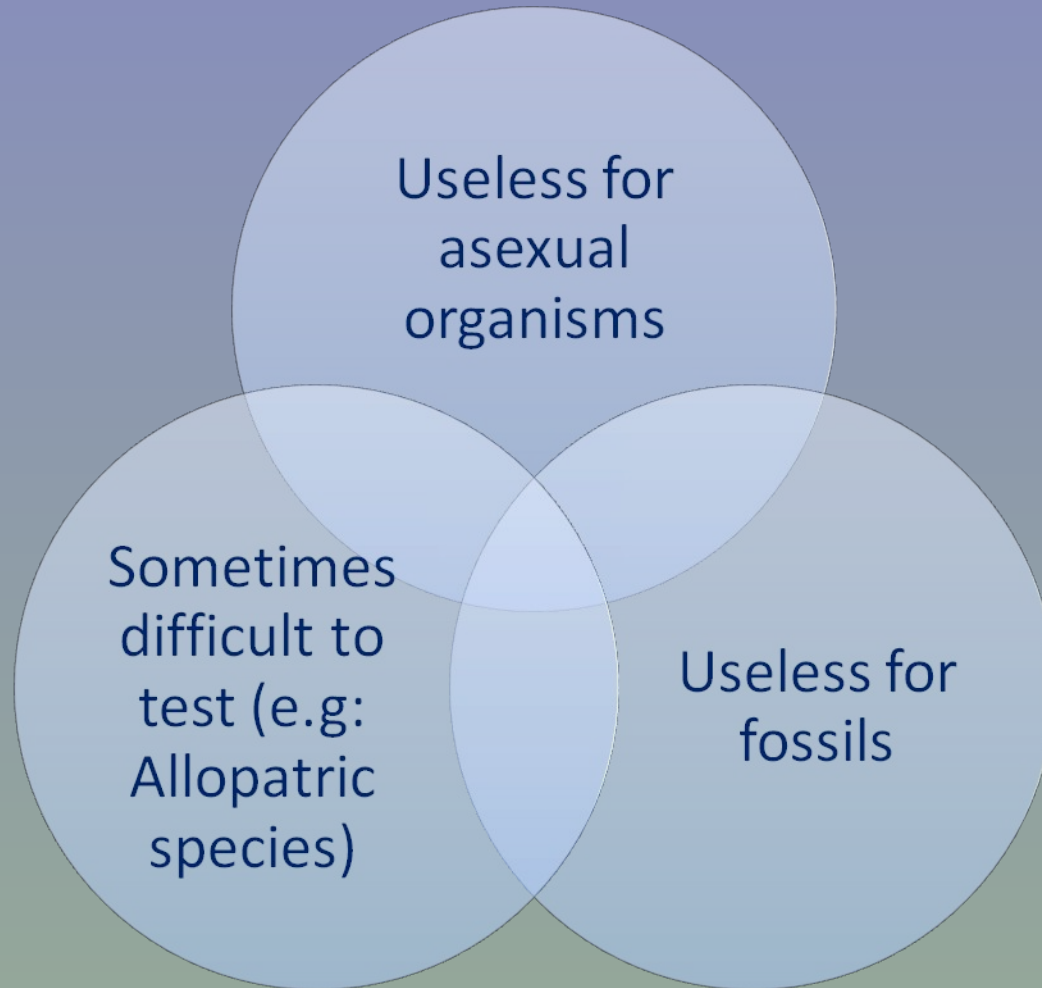 Useless for
asexual
organisms
Sometimes
difficult to
test (e.g:
Allopatric
species)
Useless for
fossils